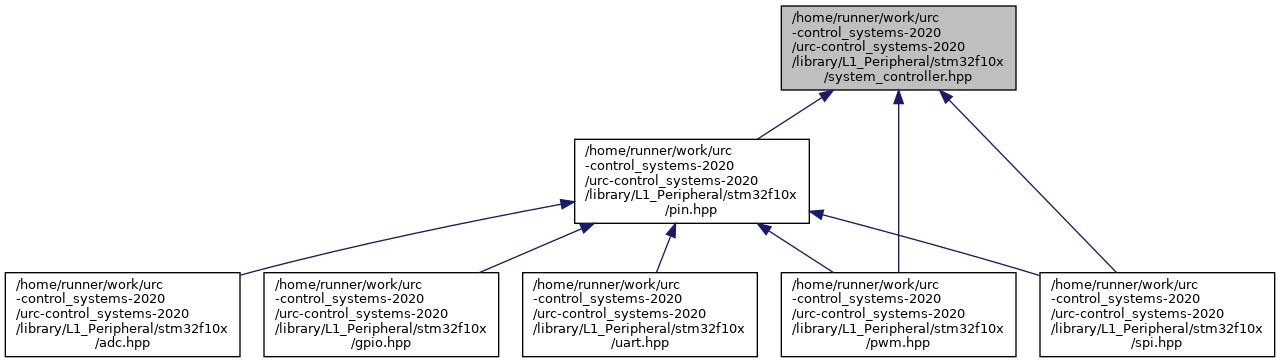 /home/runner/work/urc
-control_systems-2020
/urc-control_systems-2020
/library/L1_Peripheral/stm32f10x
/system_controller.hpp
/home/runner/work/urc
-control_systems-2020
/urc-control_systems-2020
/library/L1_Peripheral/stm32f10x
/pin.hpp
/home/runner/work/urc
-control_systems-2020
/urc-control_systems-2020
/library/L1_Peripheral/stm32f10x
/adc.hpp
/home/runner/work/urc
-control_systems-2020
/urc-control_systems-2020
/library/L1_Peripheral/stm32f10x
/gpio.hpp
/home/runner/work/urc
-control_systems-2020
/urc-control_systems-2020
/library/L1_Peripheral/stm32f10x
/uart.hpp
/home/runner/work/urc
-control_systems-2020
/urc-control_systems-2020
/library/L1_Peripheral/stm32f10x
/pwm.hpp
/home/runner/work/urc
-control_systems-2020
/urc-control_systems-2020
/library/L1_Peripheral/stm32f10x
/spi.hpp